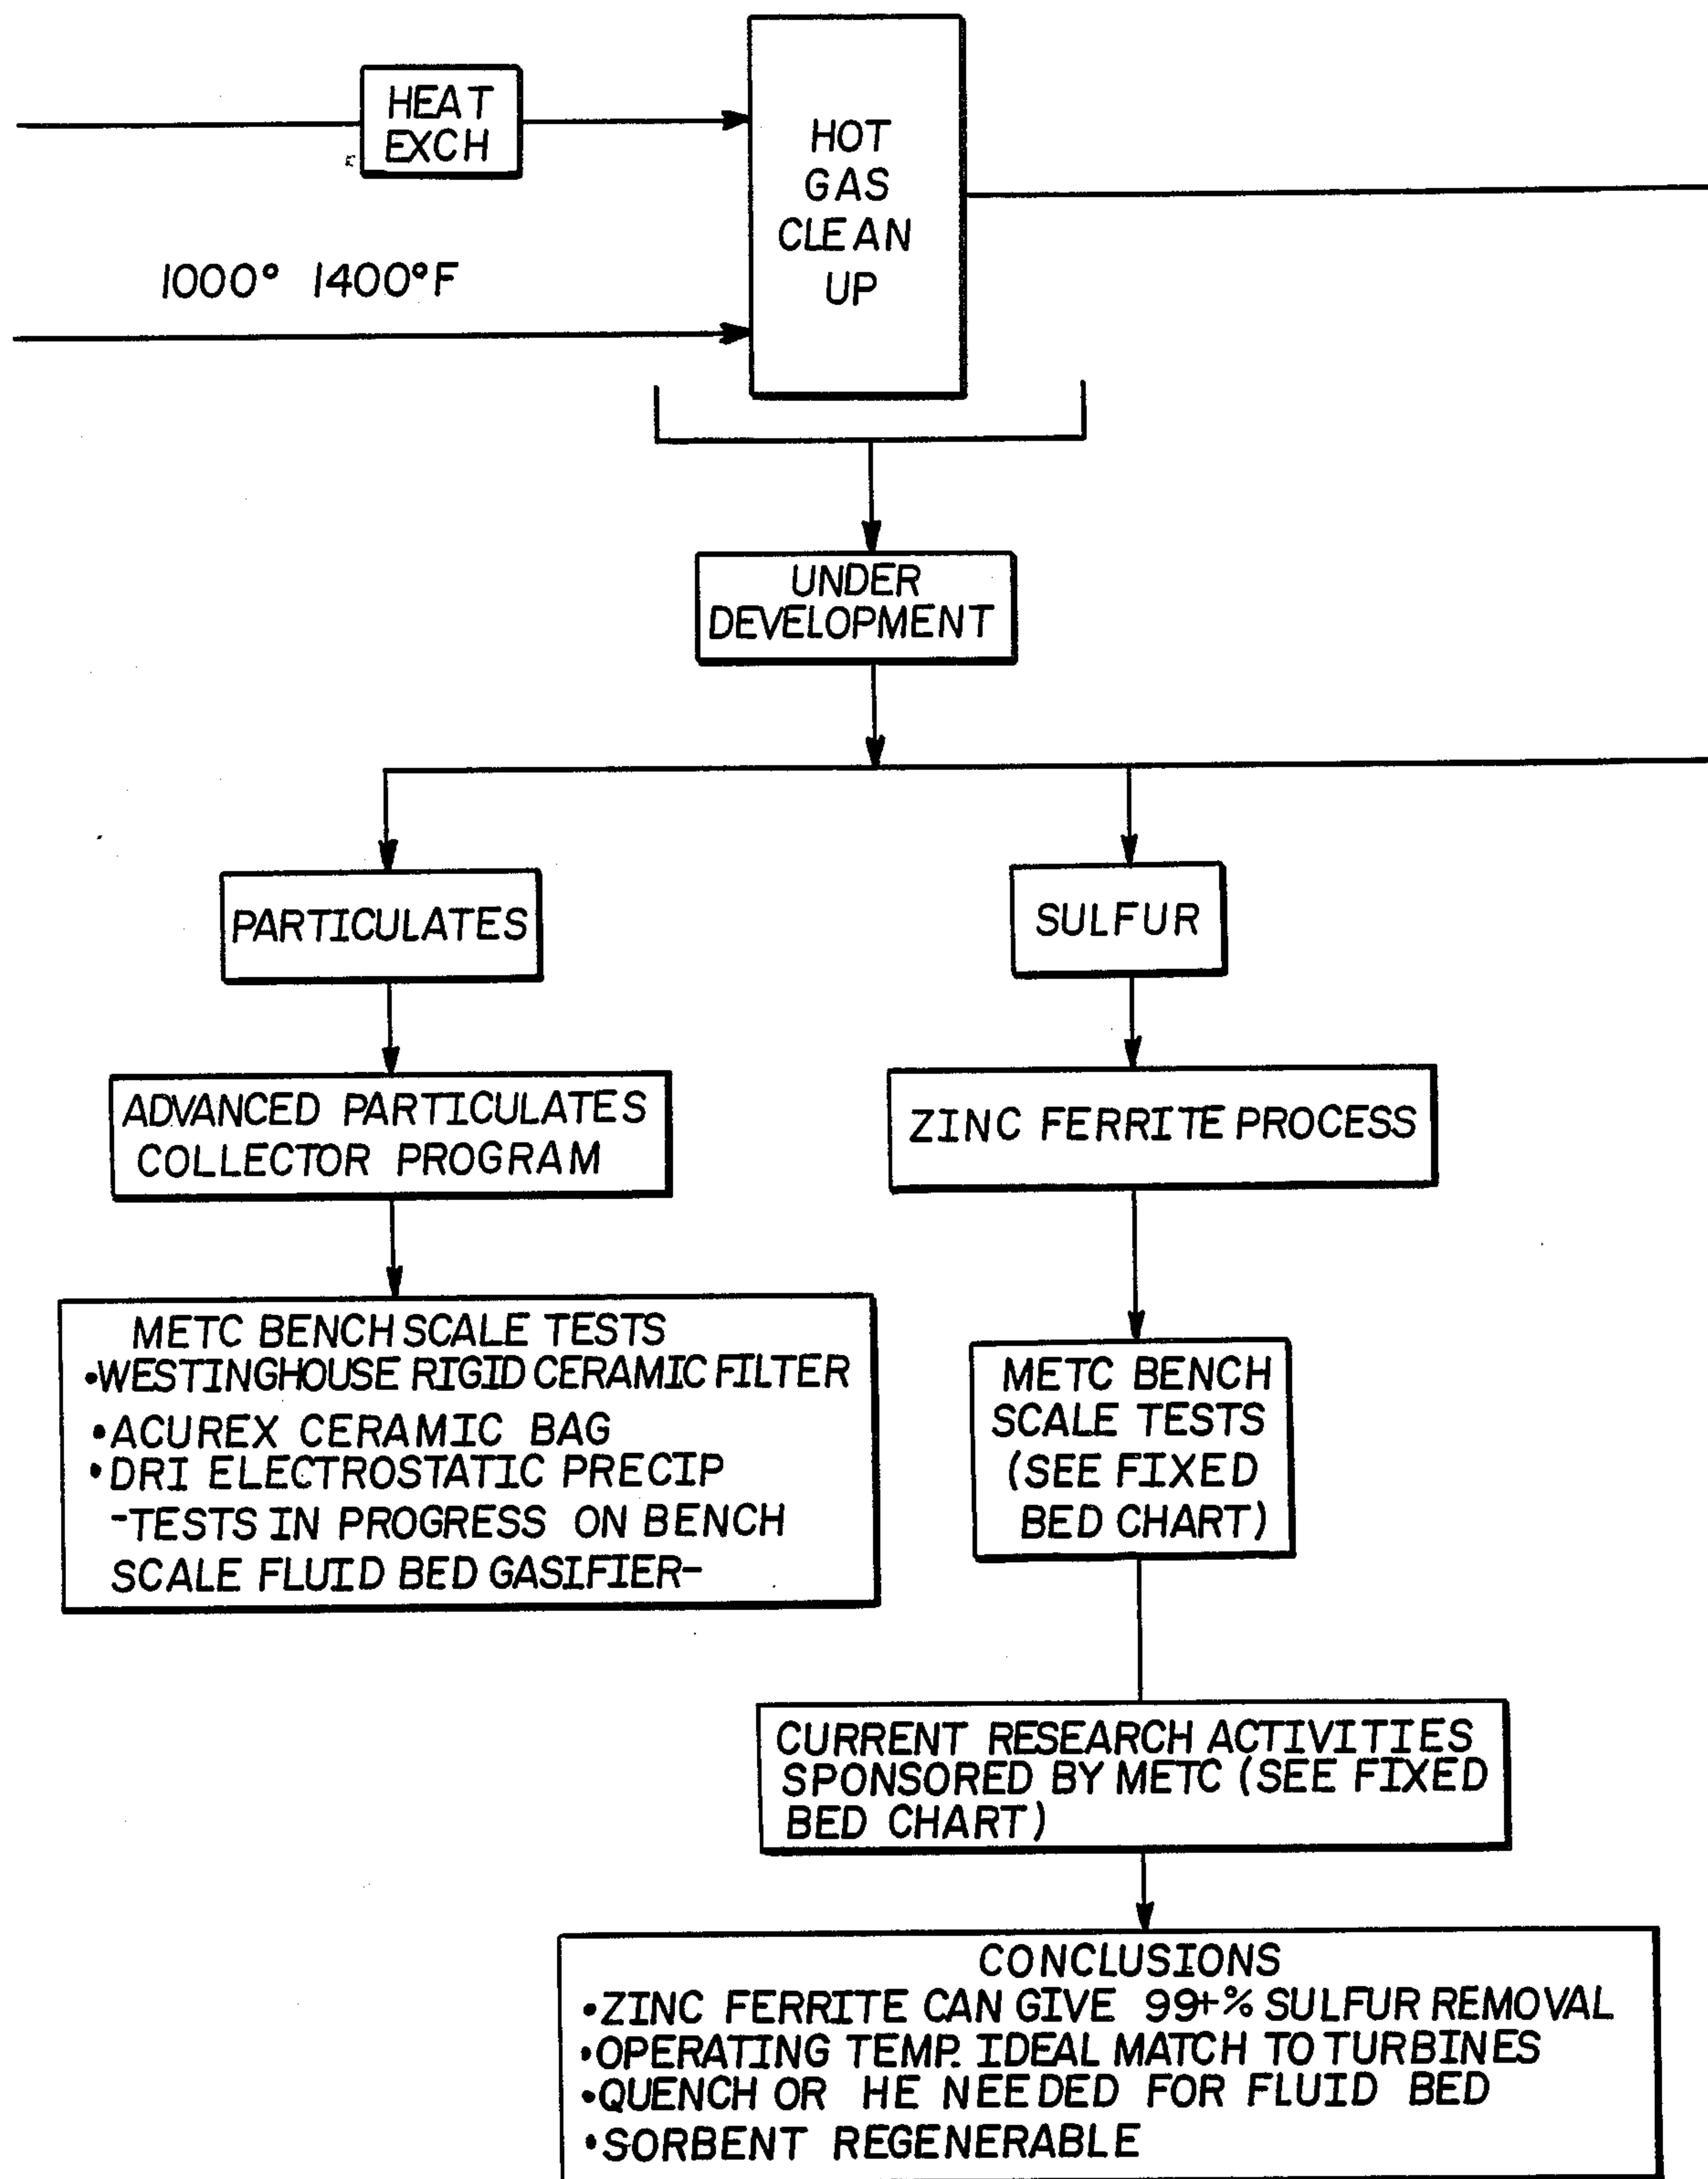 HEAT
EXCH
HOT
GAS
CLEAN
UP
1000° 1400°F
UNDER
DEVELOPMENT
PARTICULATES
SULFUR
ADVANCED PARTICULATES
COLLECTOR PROGRAM
ZINC FERRITE PROCESS
METC BENCH SCALE TESTS
•WESTINGHOUSE RIGID CERAMIC FILTER
•ACUREX CERAMIC BAG
•DRI ELECTROSTATIC PRECIP
-TESTS IN PROGRESS ON BENCH
SCALE FLUID BED GASIFIER-
METC BENCH
SCALE TESTS
(SEE FIXED
BED CHART)
CURRENT RESEARCH ACTIVITIES
SPONSORED BY METC (SEE FIXED
BED CHART)
CONCLUSIONS
•ZINC FERRITE CAN GIVE 99+% SULFUR REMOVAL
•OPERATING TEMP. IDEAL MATCH TO TURBINES
•QUENCH OR HE NEEDED FOR FLUID BED
•SORBENT REGENERABLE